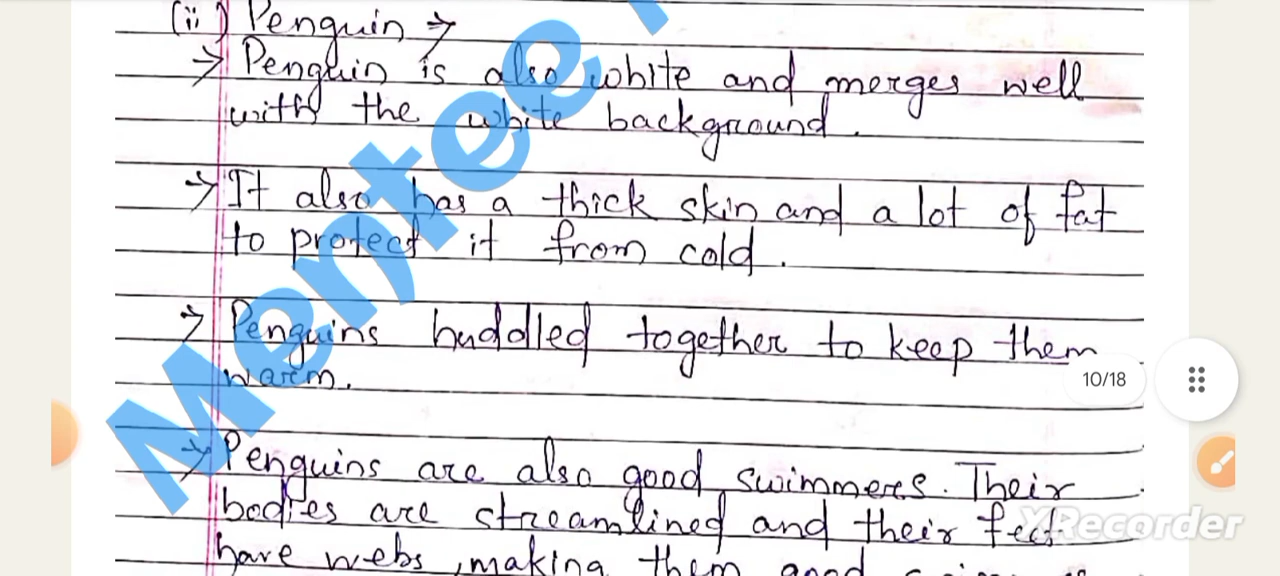 (ii) Penguin →
→ Penguin is also white and merges well
with the white background.
→ It also has a thick skin and a lot of fat
to protect it from cold.
→ Penguins huddled together to keep them
warm.
10/18
→ Penguins are also good swimmers. Their
bodies are streamlined and their feet
have webs, making them good
Mentee
XRecorder